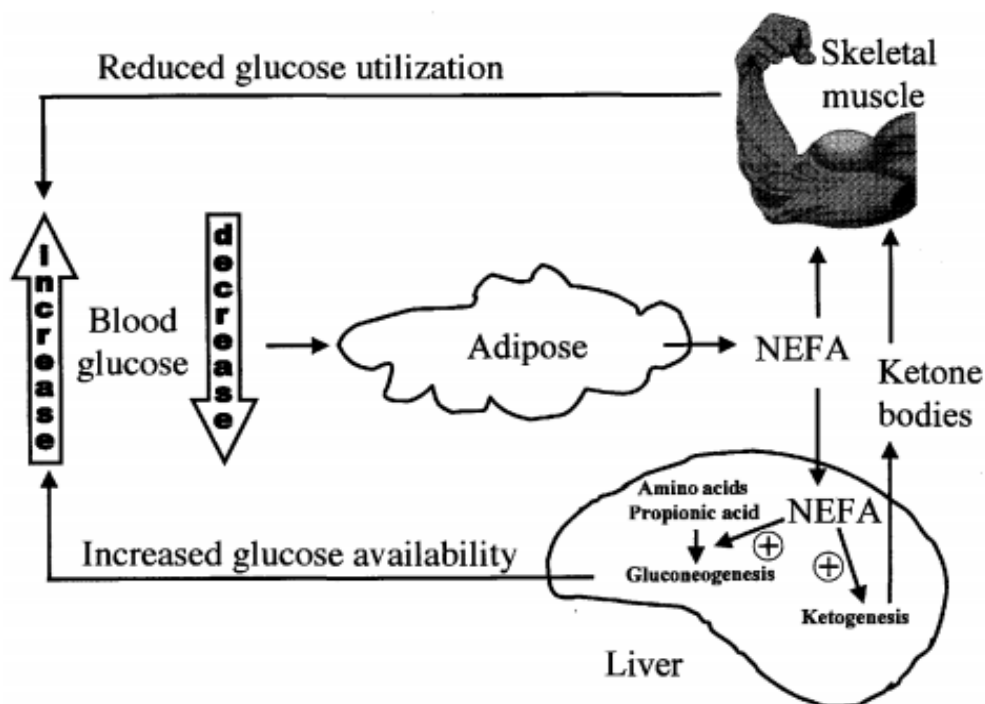 Reduced glucose utilization
Skeletal
muscle
increase
Blood
glucose
decrease
Adipose
NEFA
Ketone
bodies
Amino acids
Propionic acid
NEFA
+
+
Gluconeogenesis
Ketogenesis
Increased glucose availability
Liver